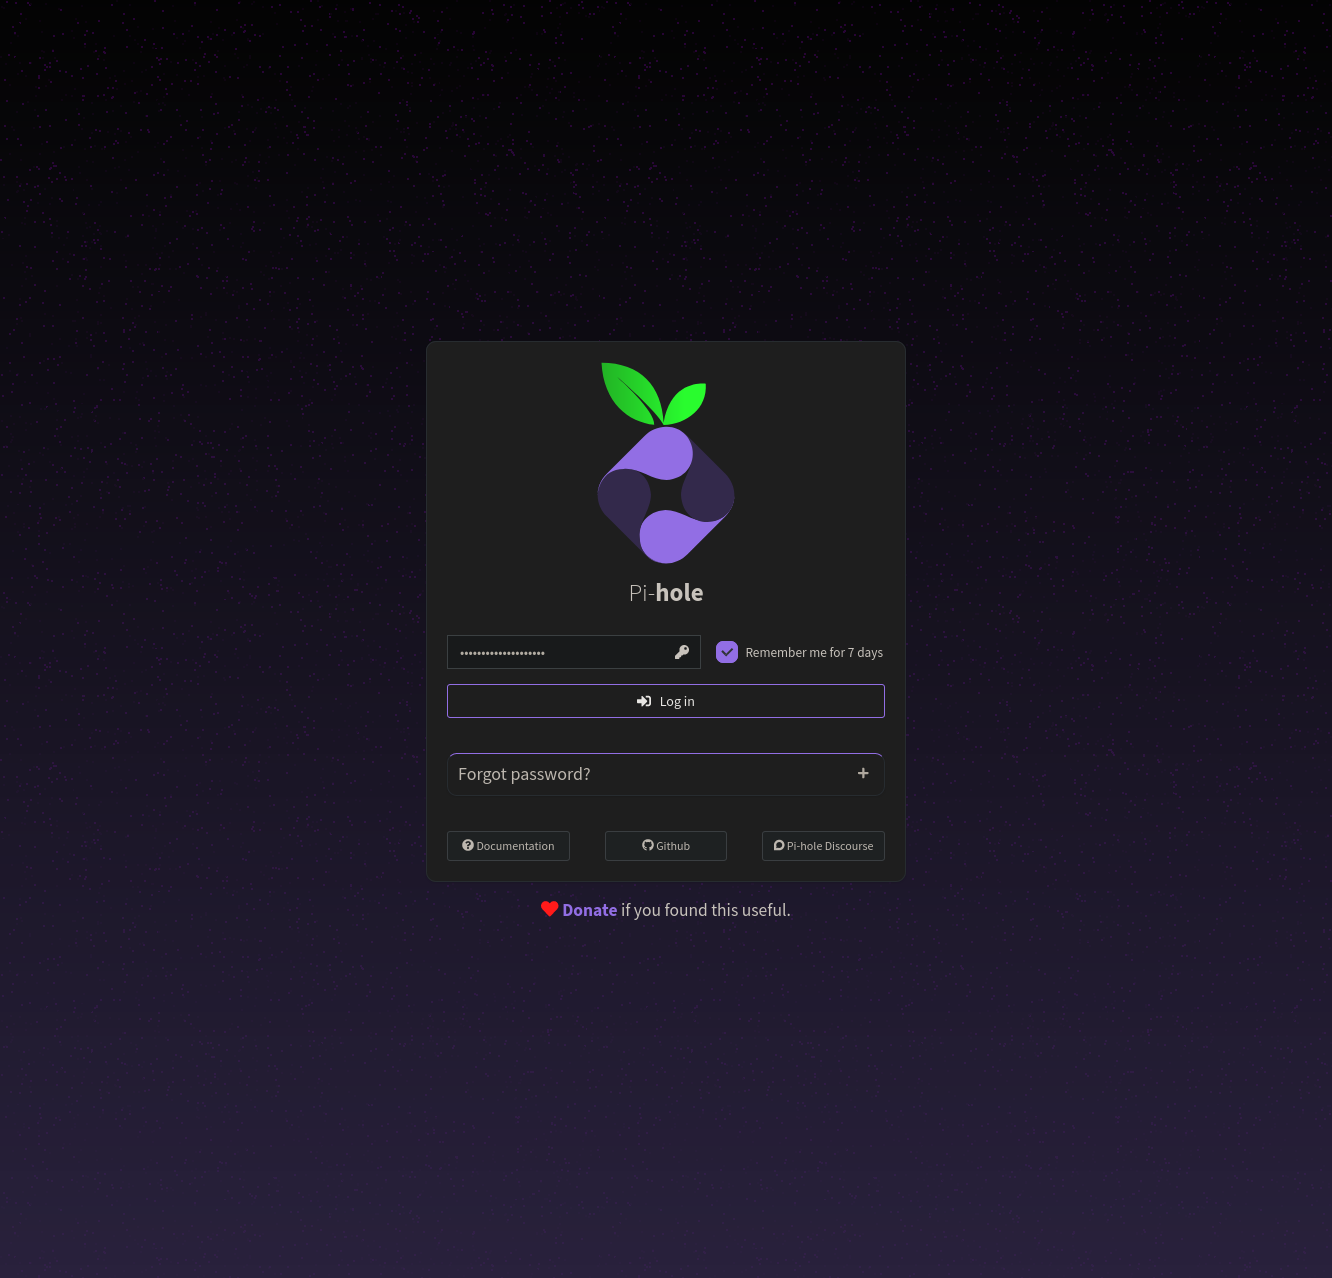 Pi-hole
••••••••••••••••••••
Remember me for 7 days
Log in
Forgot password?
Documentation
Github
Pi-hole Discourse
Donate if you found this useful.